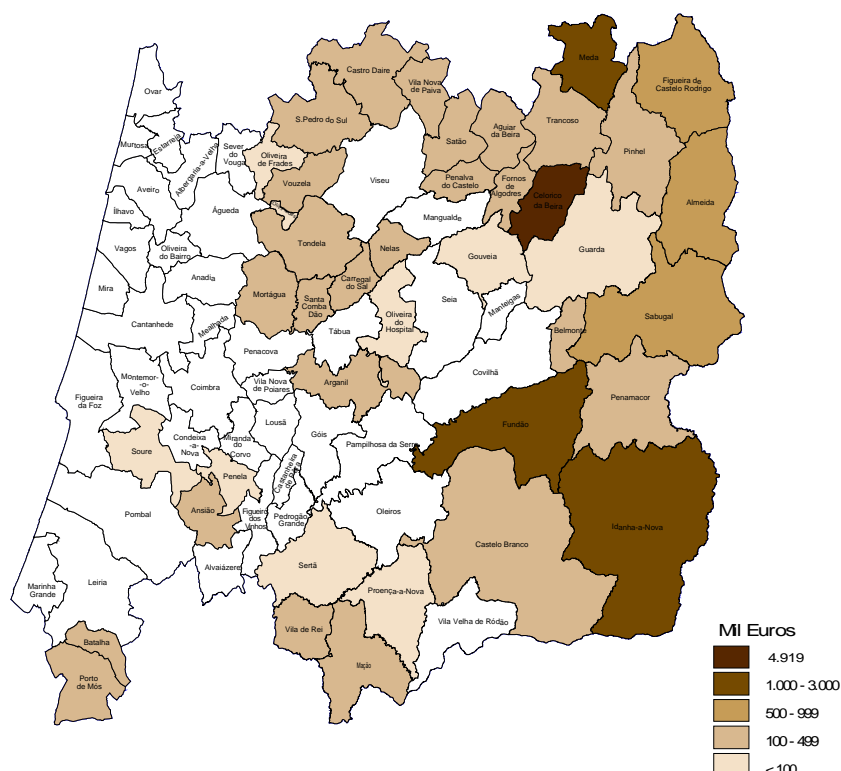 Meda
Figueira de
Castelo Rodrigo
Castro Daire
Vila Nova
de Paiva
Ovar
S.Pedro do Sul
Trancoso
Aguiar
da Beira
Satão
Murtosa
Estarreja
Albergaria-a-Velha
Sever
do
Vouga
Oliveira
de Frades
Pinhel
Vouzela
Viseu
Penalva
do Castelo
Fornos
de
Algodres
Celorico
da Beira
Almeida
Aveiro
Ílhavo
Águeda
Mangualde
Vagos
Oliveira
do Bairro
Tondela
Nelas
Gouveia
Guarda
Anadia
Mira
Mortágua
Santa
Comba
Dão
Carregal
do Sal
Oliveira
do
Hospital
Seia
Manteigas
Sabugal
Cantanhede
Mealhada
Tábua
Belmonte
Penacova
Covilhã
Figueira
da Foz
Montemor-
-o-
Velho
Coimbra
Vila Nova
de Poiares
Arganil
Penamacor
Lousã
Góis
Fundão
Soure
Condeixa
-a-
Nova
Miranda
do
Corvo
Pampilhosa da Serra
Castanheira
de Pera
Penela
Pombal
Ansião
Figueiró
dos
Vinhos
Pedrogão
Grande
Oleiros
Idanha-a-Nova
Castelo Branco
Alvaiázere
Sertã
Proença-a-Nova
Marinha
Grande
Leiria
Vila Velha de Ródão
Batalha
Vila de Rei
Mação
Porto
de Mós
Mil Euros
4.919
1.000 - 3.000
500 - 999
100 - 499
< 100